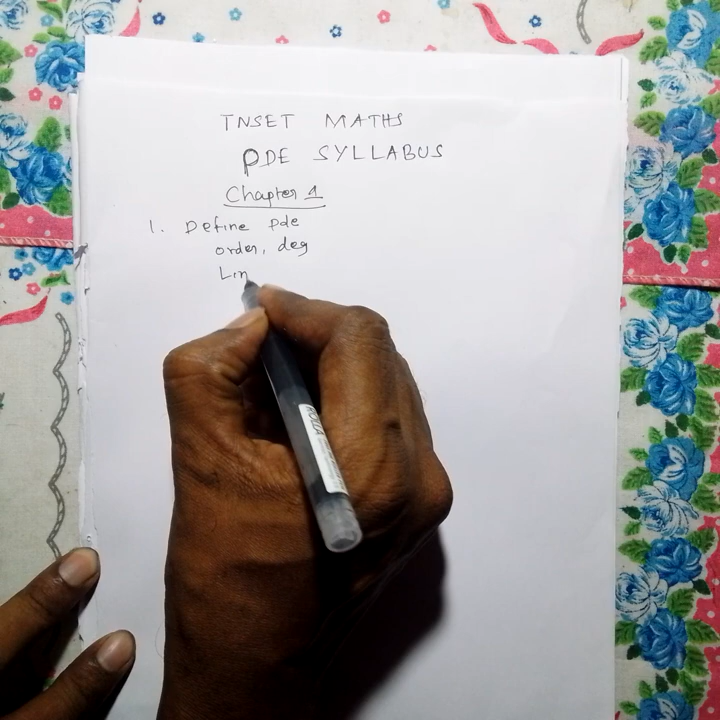 TNSET MATHS
PDE SYLLABUS
Chapter 1
1. Define pde
order, deg
Lin